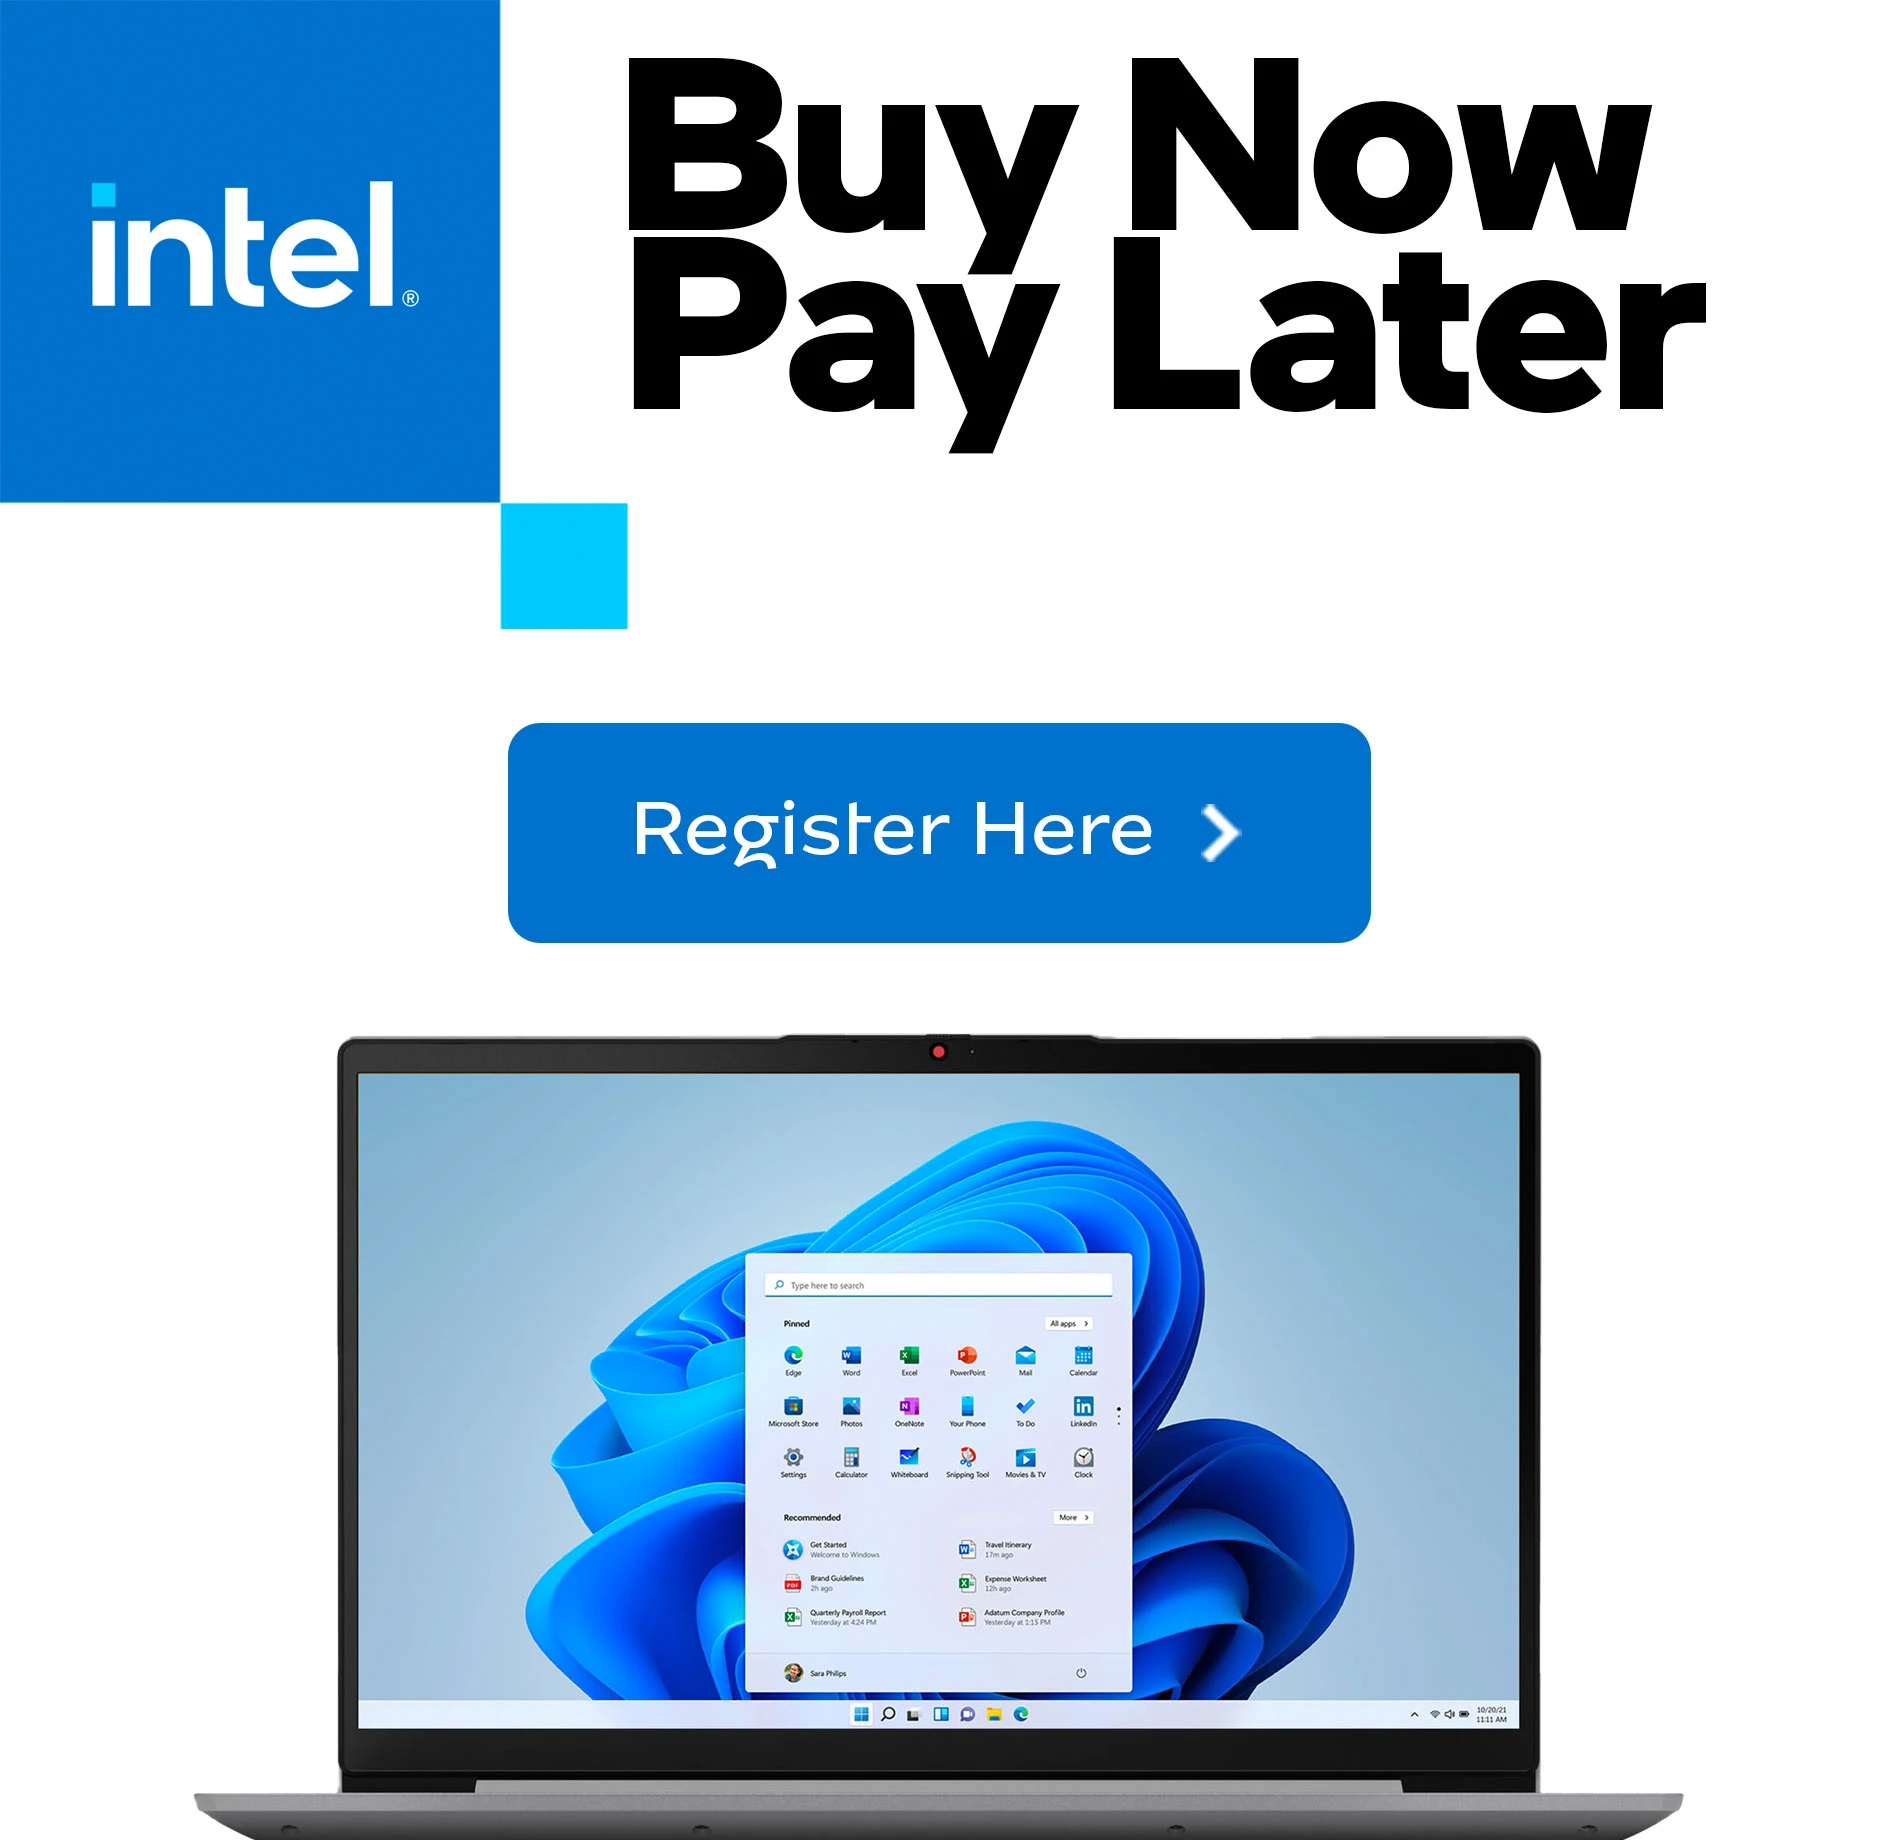 intel®
Buy Now
Pay Later
Register Here
Type here to search
Pinned
All apps
Edge Word Excel PowerPoint Mail Calendar
Microsoft Store Photos OneNote Your Phone To Do LinkedIn
Settings Calculator Whiteboard Snipping Tool Movies & TV Clock
Recommended
More
Get Started
Welcome to Windows
Travel Itinerary
17m ago
Brand Guidelines
2h ago
Expense Worksheet
12h ago
Quarterly Payroll Report
Yesterday at 4:24 PM
Adatum Company Profile
Yesterday at 1:15 PM
Sara Philips
10/20/21
11:11 AM